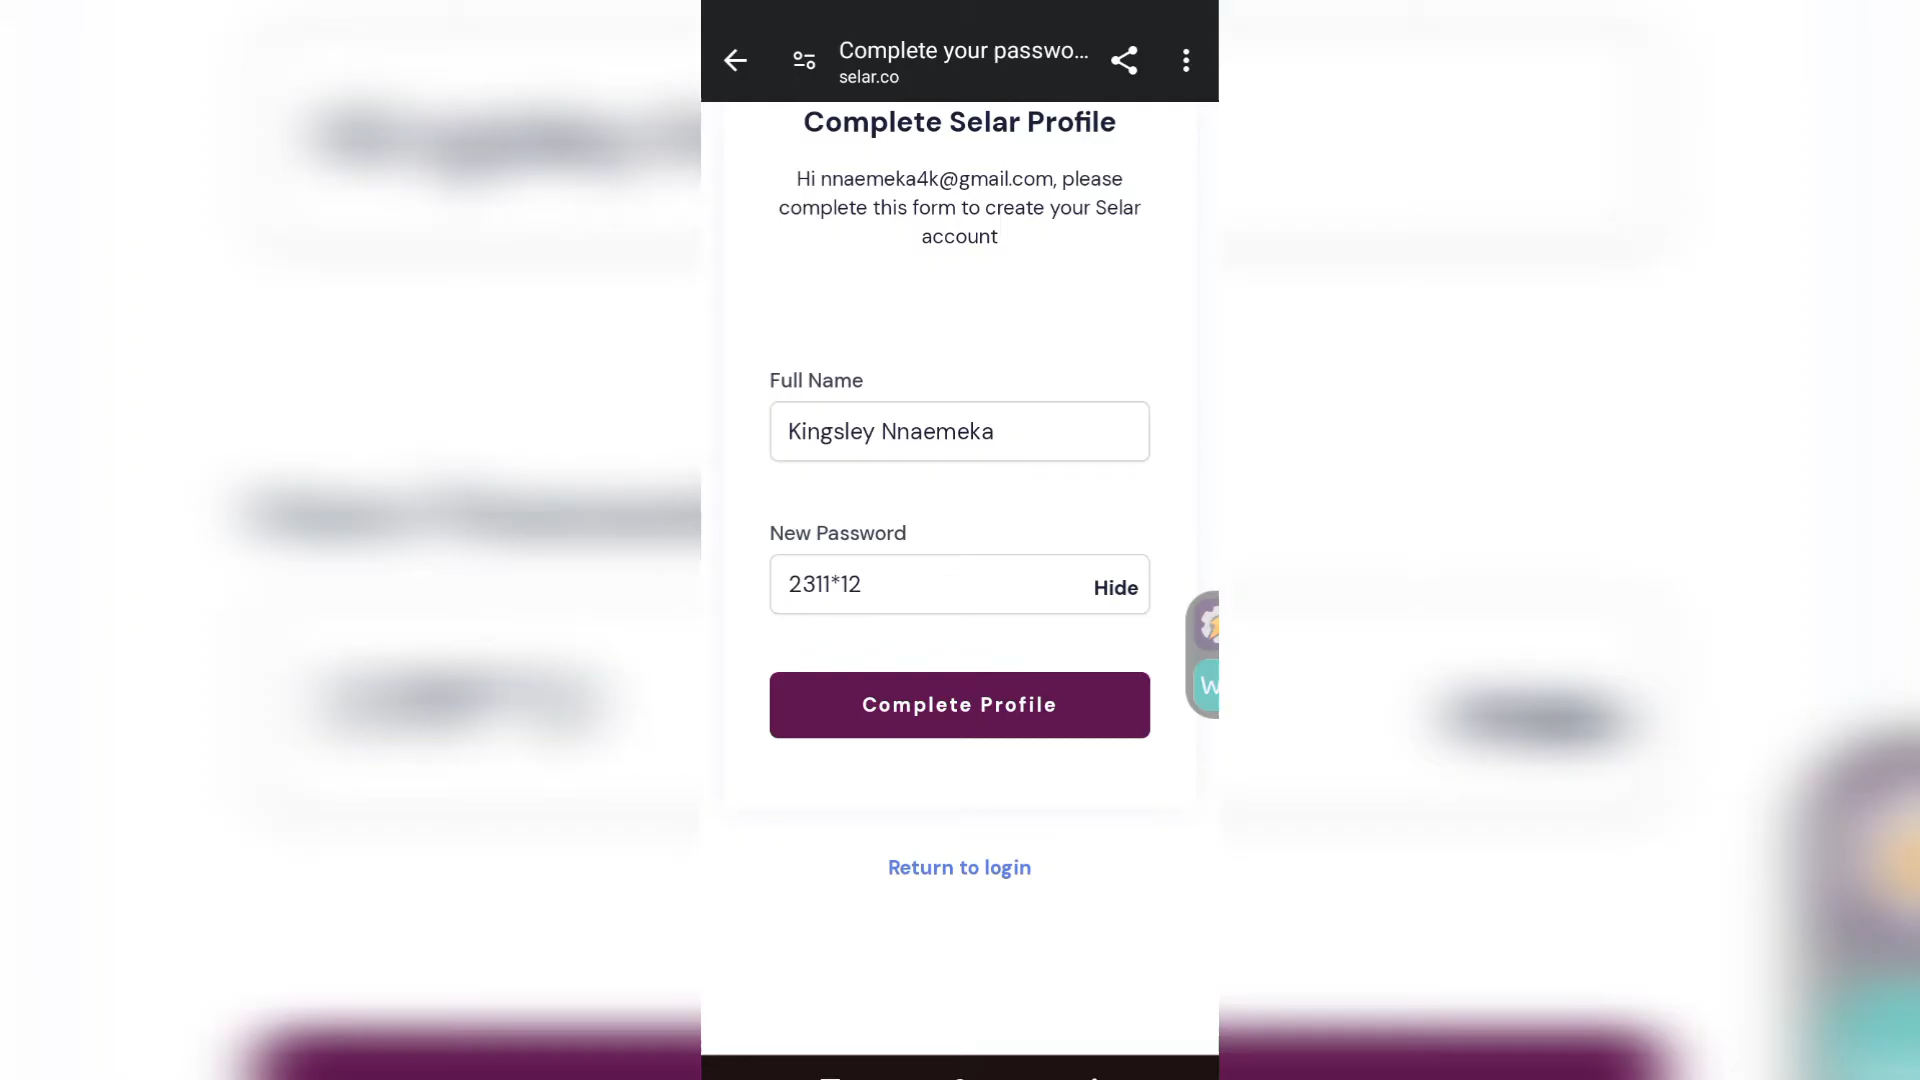 Complete your passwo...
selar.co
Complete Selar Profile
Hi nnaemeka4k@gmail.com, please
complete this form to create your Selar
account
Full Name
Kingsley Nnaemeka
New Password
2311*12
Hide
W
Complete Profile
Return to login